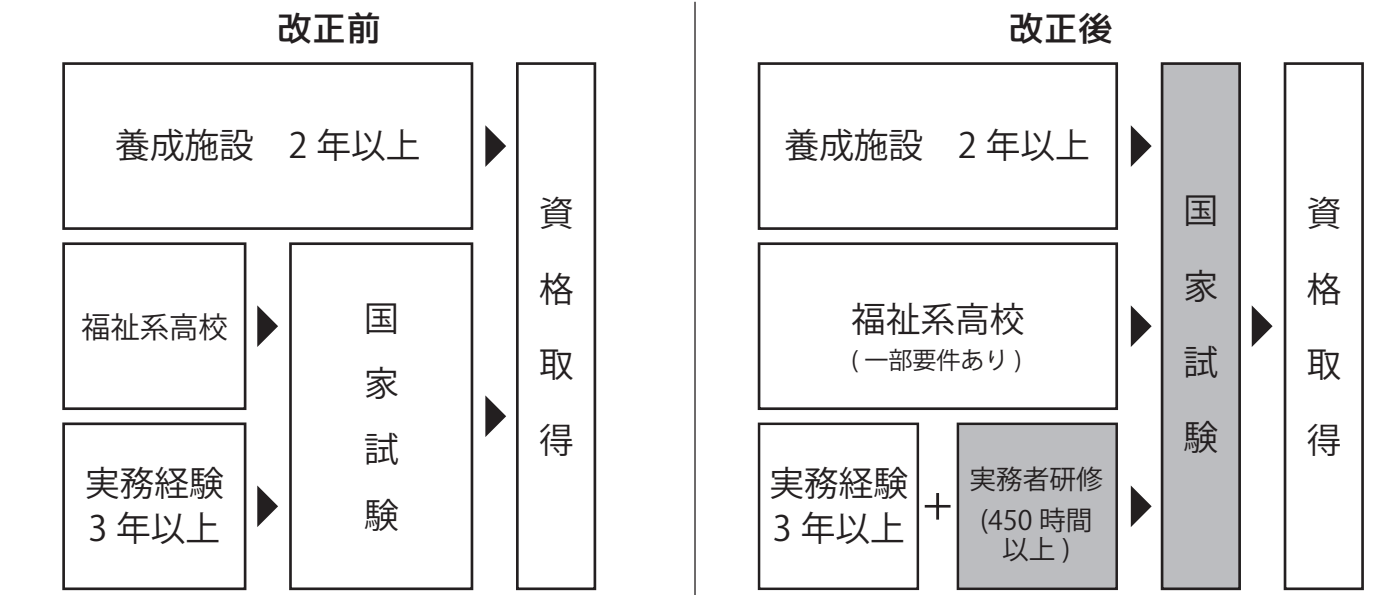 改正前
養成施設　2 年以上
福祉系高校
実務経験
3 年以上
国家試験
資格取得
改正後
養成施設　2 年以上
福祉系高校
( 一部要件あり )
実務経験
3 年以上
+
実務者研修
(450 時間
以上 )
国家試験
資格取得